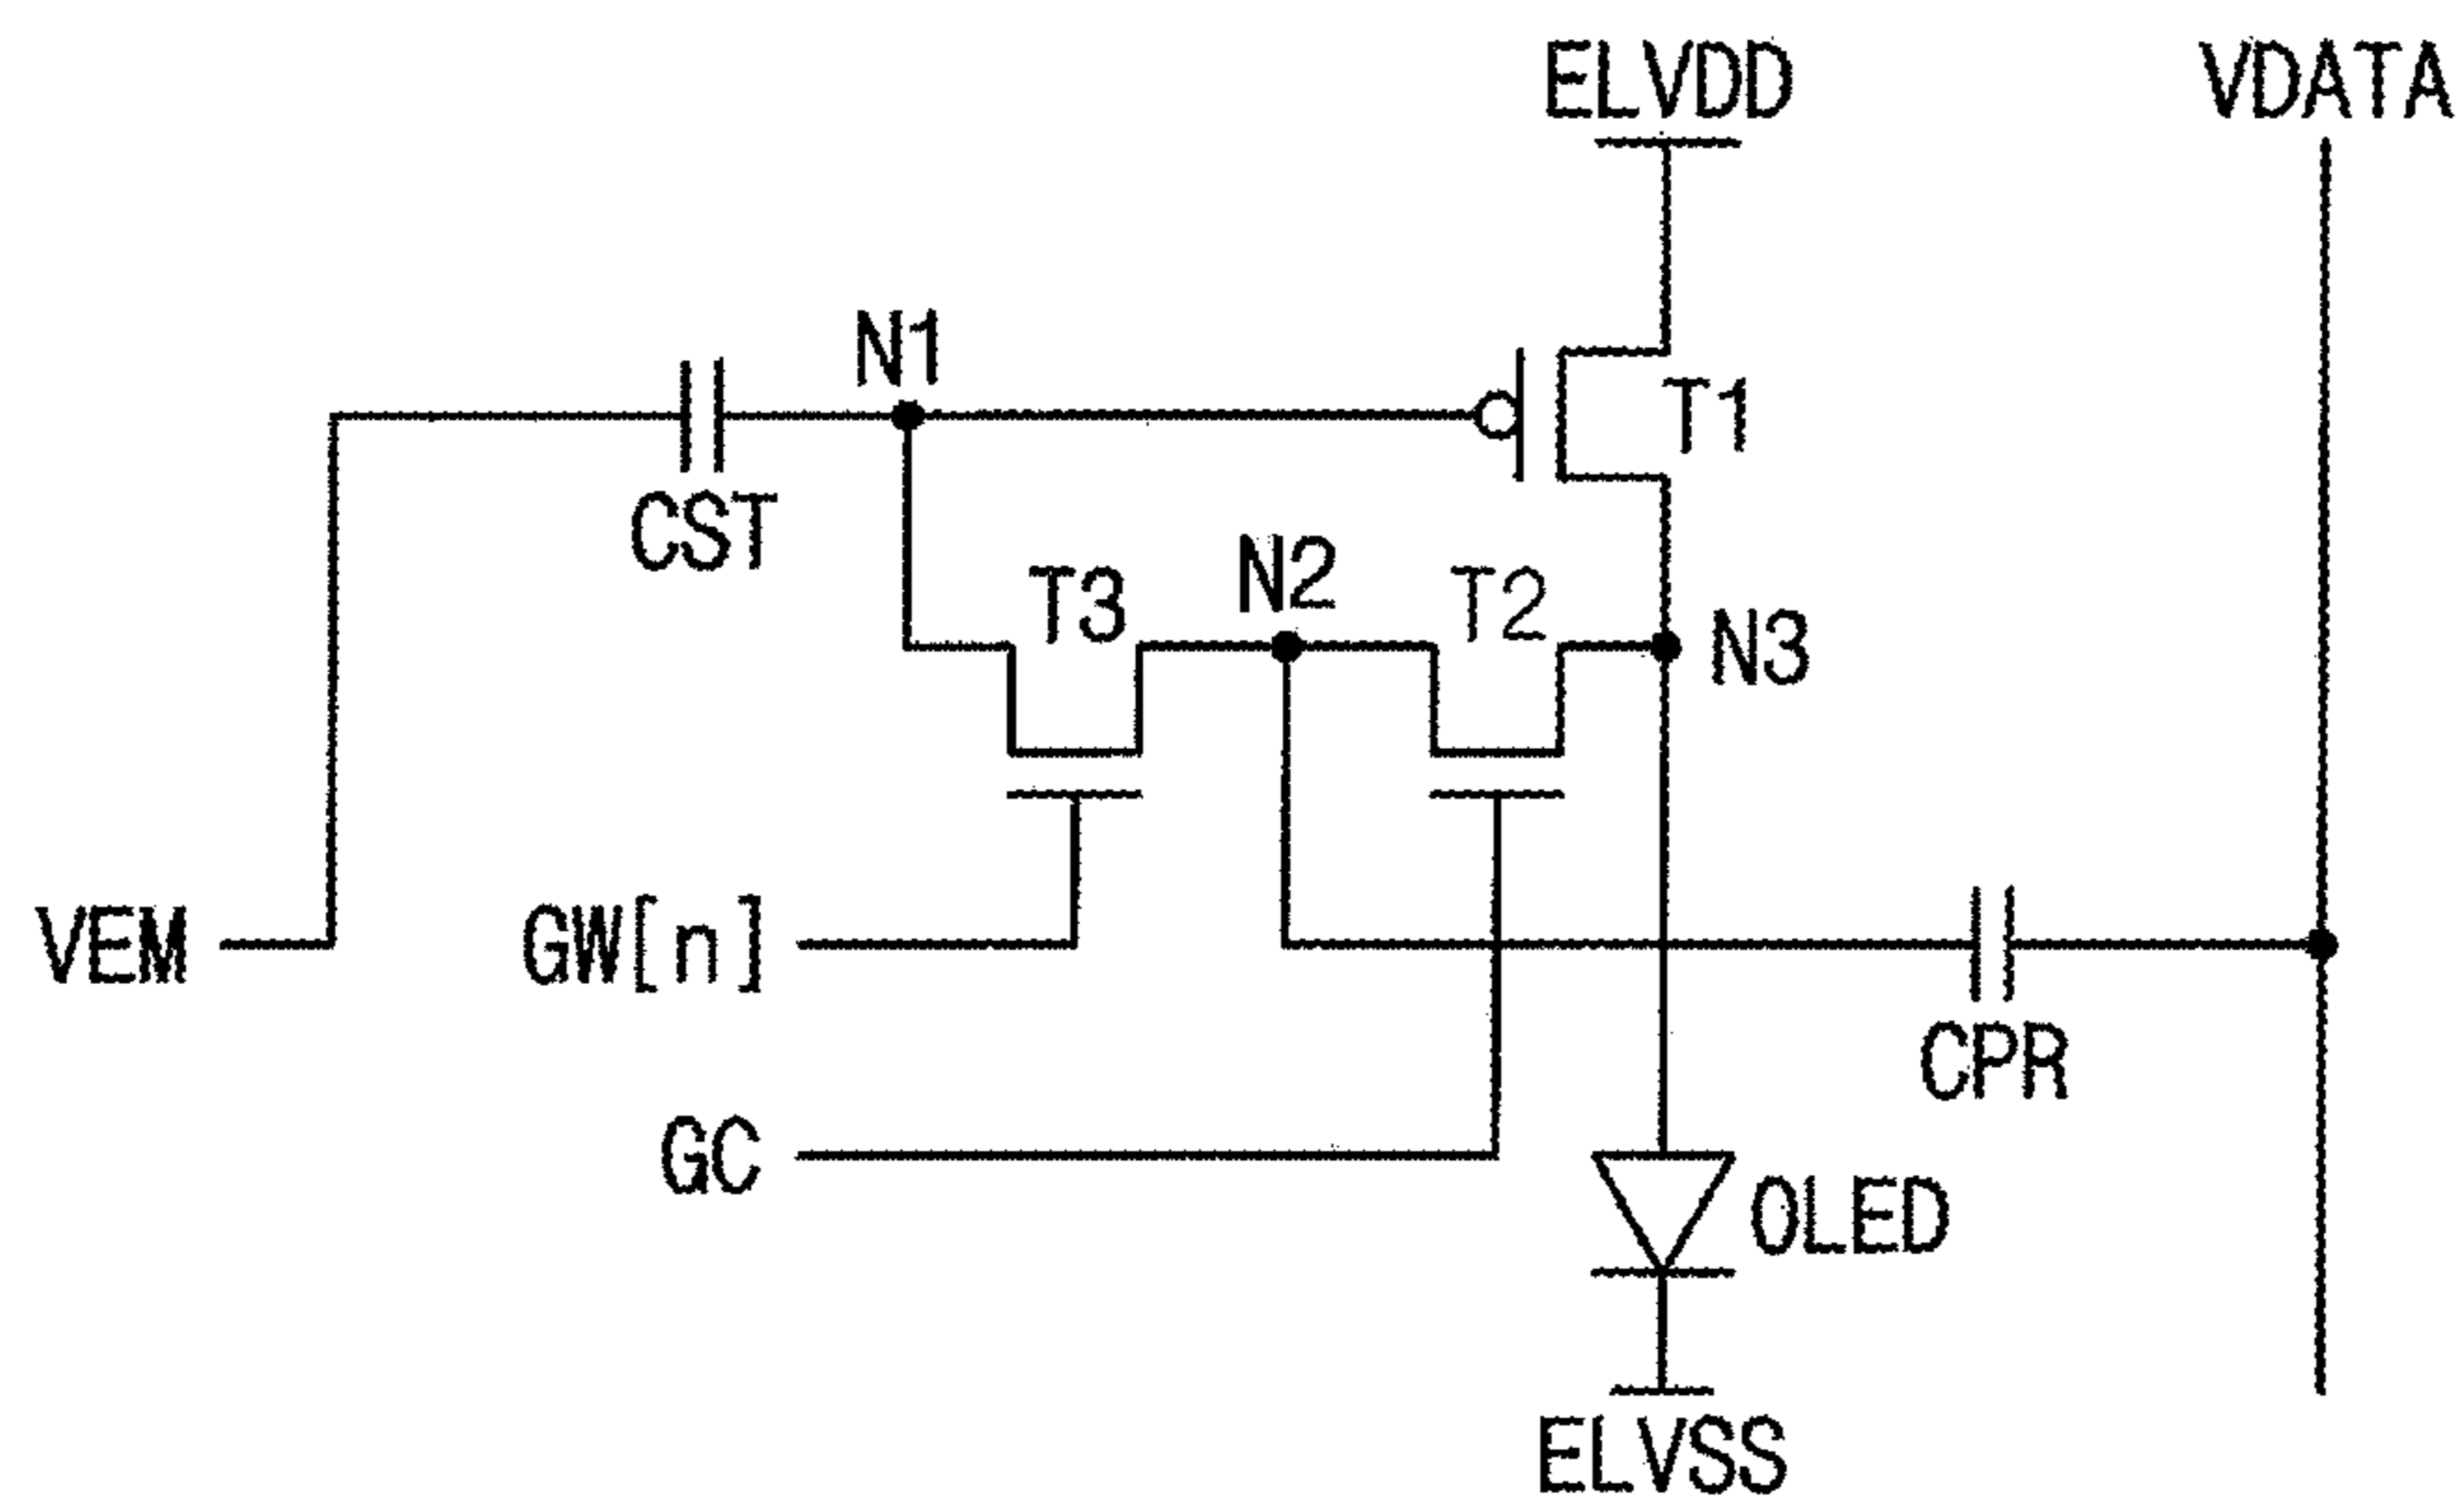 ELVDD
VDATA
N1
T1
CST
N2
T3
T2
N3
VEM
GW[n]
CPR
GC
OLED
ELVSS